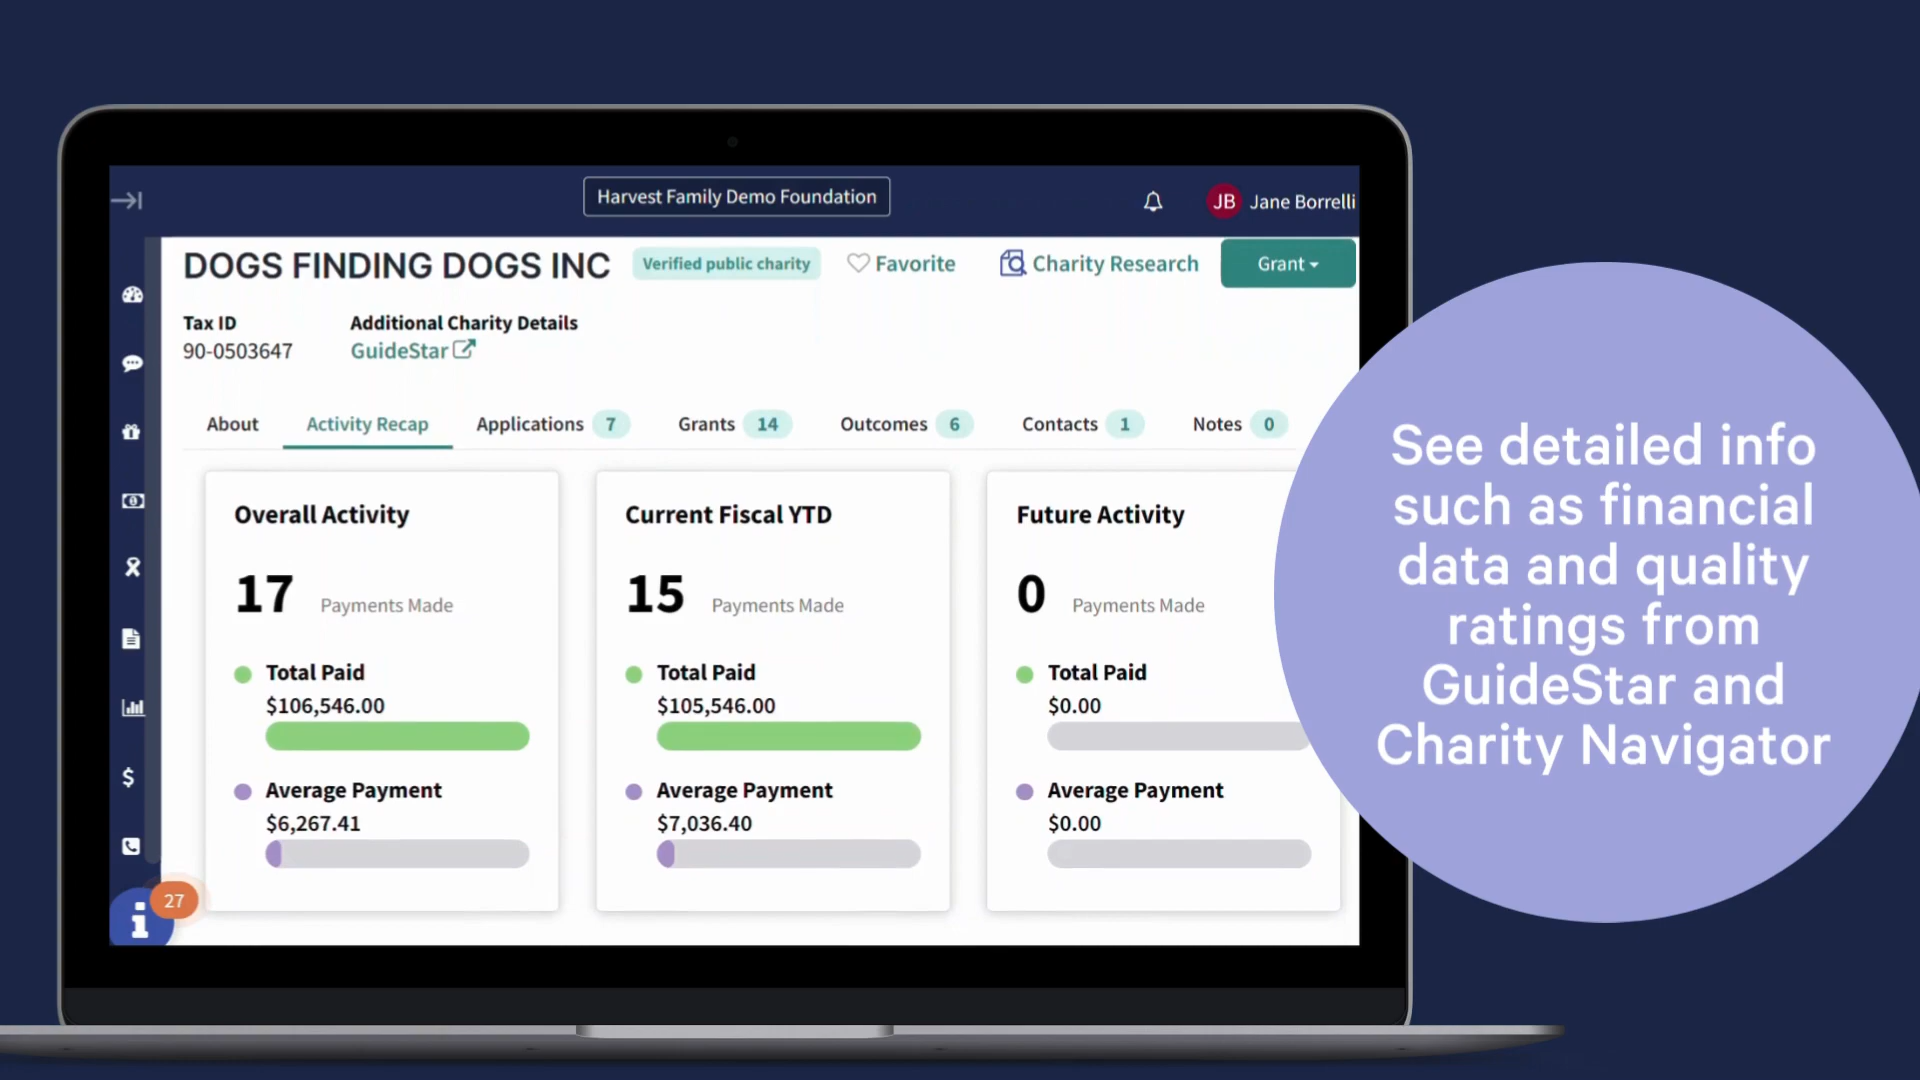 Harvest Family Demo Foundation
JB Jane Borrelli
DOGS FINDING DOGS INC
Verified public charity
Favorite
Charity Research
Grant
Tax ID
90-0503647
Additional Charity Details
GuideStar
About
Activity Recap
Applications 7
Grants 14
Outcomes 6
Contacts 1
Notes 0
Overall Activity
17 Payments Made
Total Paid
$106,546.00
Average Payment
$6,267.41
Current Fiscal YTD
15 Payments Made
Total Paid
$105,546.00
Average Payment
$7,036.40
Future Activity
0 Payments Made
Total Paid
$0.00
Average Payment
$0.00
27
See detailed info
such as financial
data and quality
ratings from
GuideStar and
Charity Navigator